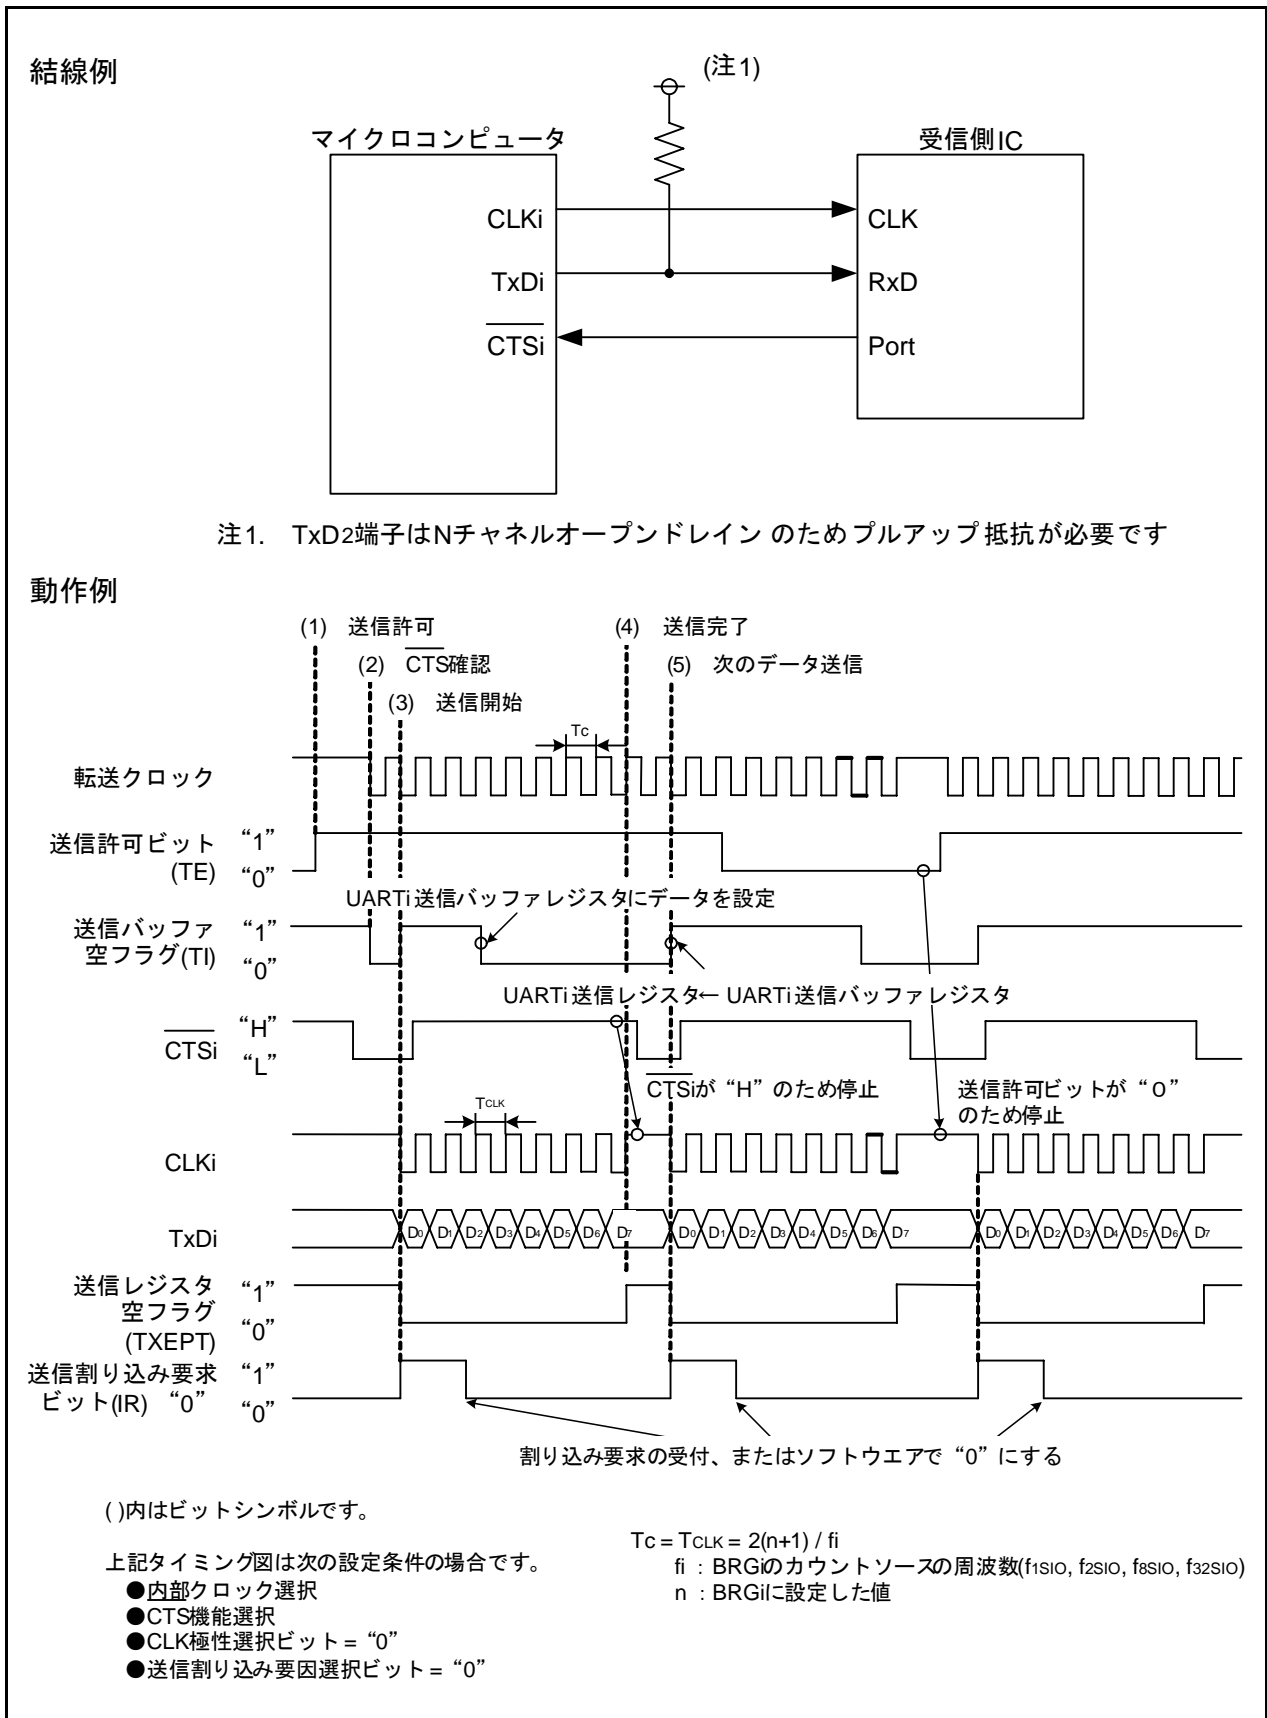 結線例
(注1)
マイクロコンピュータ
受信側IC
CLKi
CLK
TxDi
RxD
CTSi
Port
注1. TxD2端子はNチャネルオープンドレインのためプルアップ抵抗が必要です
動作例
(1) 送信許可
(4) 送信完了
(2) CTS確認
(5) 次のデータ送信
(3) 送信開始
Tc
転送クロック
送信許可ビット
(TE)
“1”
“0”
UARTi送信バッファレジスタにデータを設定
送信バッファ
空フラグ(TI)
“1”
“0”
UARTi送信レジスタ← UARTi送信バッファレジスタ
CTSi
“H”
“L”
CTSiが“H”のため停止
送信許可ビットが“0”
のため停止
TCLK
CLKi
TxDi
D0 D1 D2 D3 D4 D5 D6 D7 D0 D1 D2 D3 D4 D5 D6 D7 D0 D1 D2 D3 D4 D5 D6 D7
送信レジスタ
空フラグ
(TXEPT)
“1”
“0”
送信割り込み要求
ビット(IR) “0”
“1”
“0”
割り込み要求の受付、またはソフトウエアで“0”にする
( )内はビットシンボルです。
上記タイミング図は次の設定条件の場合です。
●内部クロック選択
●CTS機能選択
●CLK極性選択ビット=“0”
●送信割り込み要因選択ビット=“0”
Tc = TCLK = 2(n+1) / fi
fi : BRGiのカウントソースの周波数(f1SIO, f2SIO, f8SIO, f32SIO)
n : BRGiに設定した値